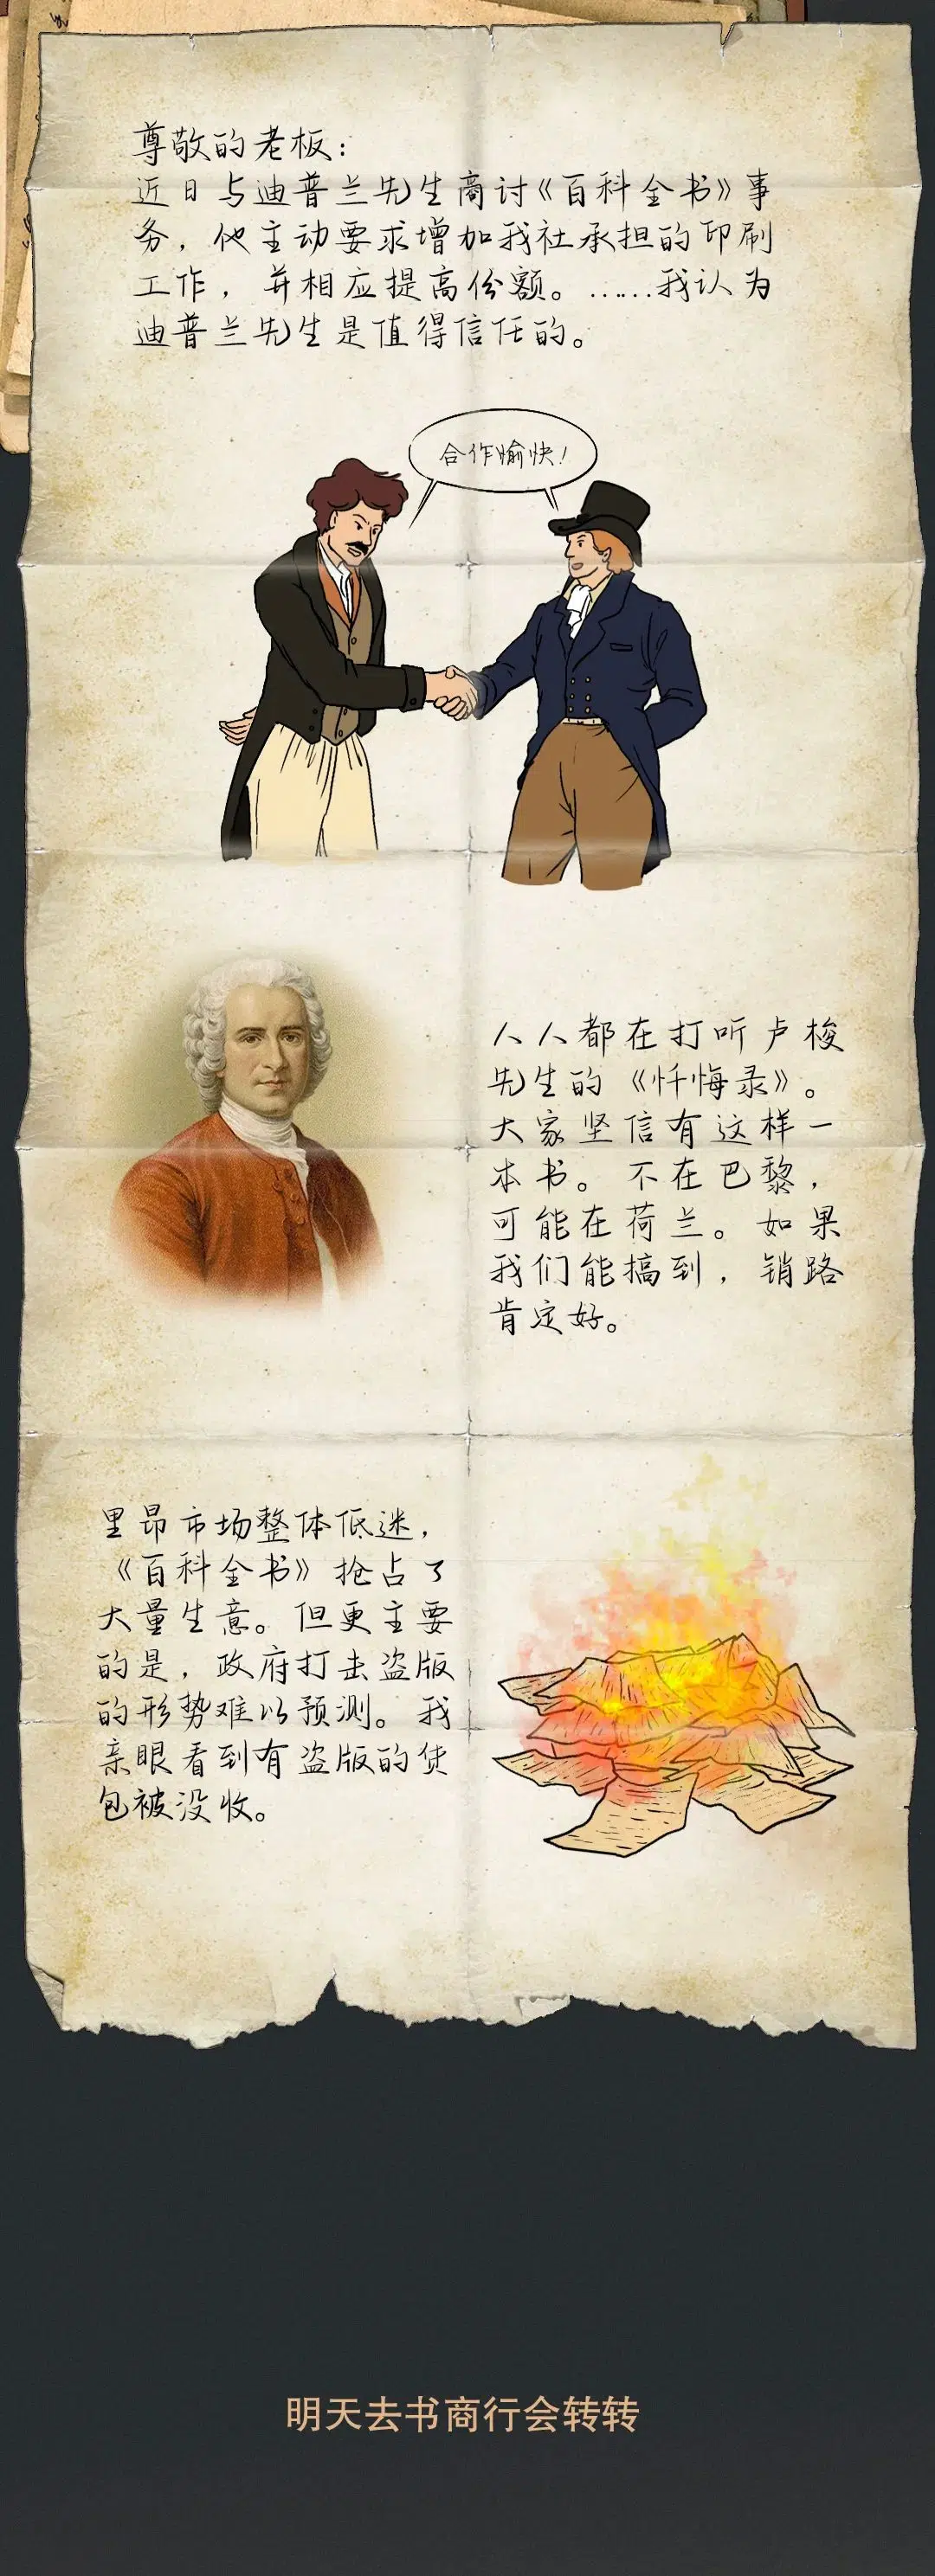 尊敬的老板：
近日与迪普兰先生商讨《百科全书》事
务，他主动要求增加我社承担的印刷
工作，并相应提高份额。……我认为
迪普兰先生是值得信任的。
合作愉快！
人人都在打听卢梭
先生的《忏悔录》。
大家坚信有这样一
本书。不在巴黎，
可能在荷兰。如果
我们能搞到，销路
肯定好。
里昂市场整体低迷，
《百科全书》抢占了
大量生意。但更主要
的是，政府打击盗版
的形势难以预测。我
亲眼看到有盗版的货
包被没收。
明天去书商行会转转